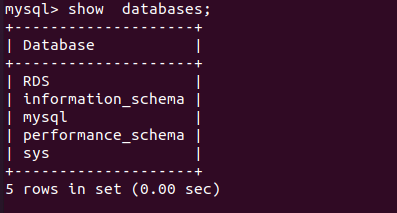 mysql> show  databases;
+--------------------+
| Database           |
+--------------------+
| RDS                |
| information_schema |
| mysql              |
| performance_schema |
| sys                |
+--------------------+
5 rows in set (0.00 sec)